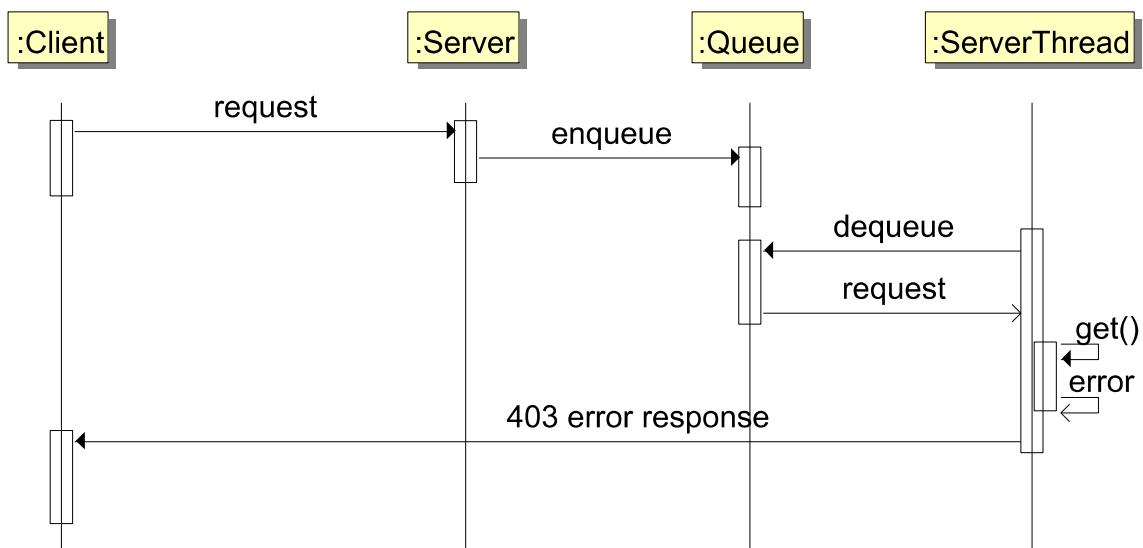 :Client
:Server
:Queue
:ServerThread
request
enqueue
dequeue
request
get()
error
403 error response